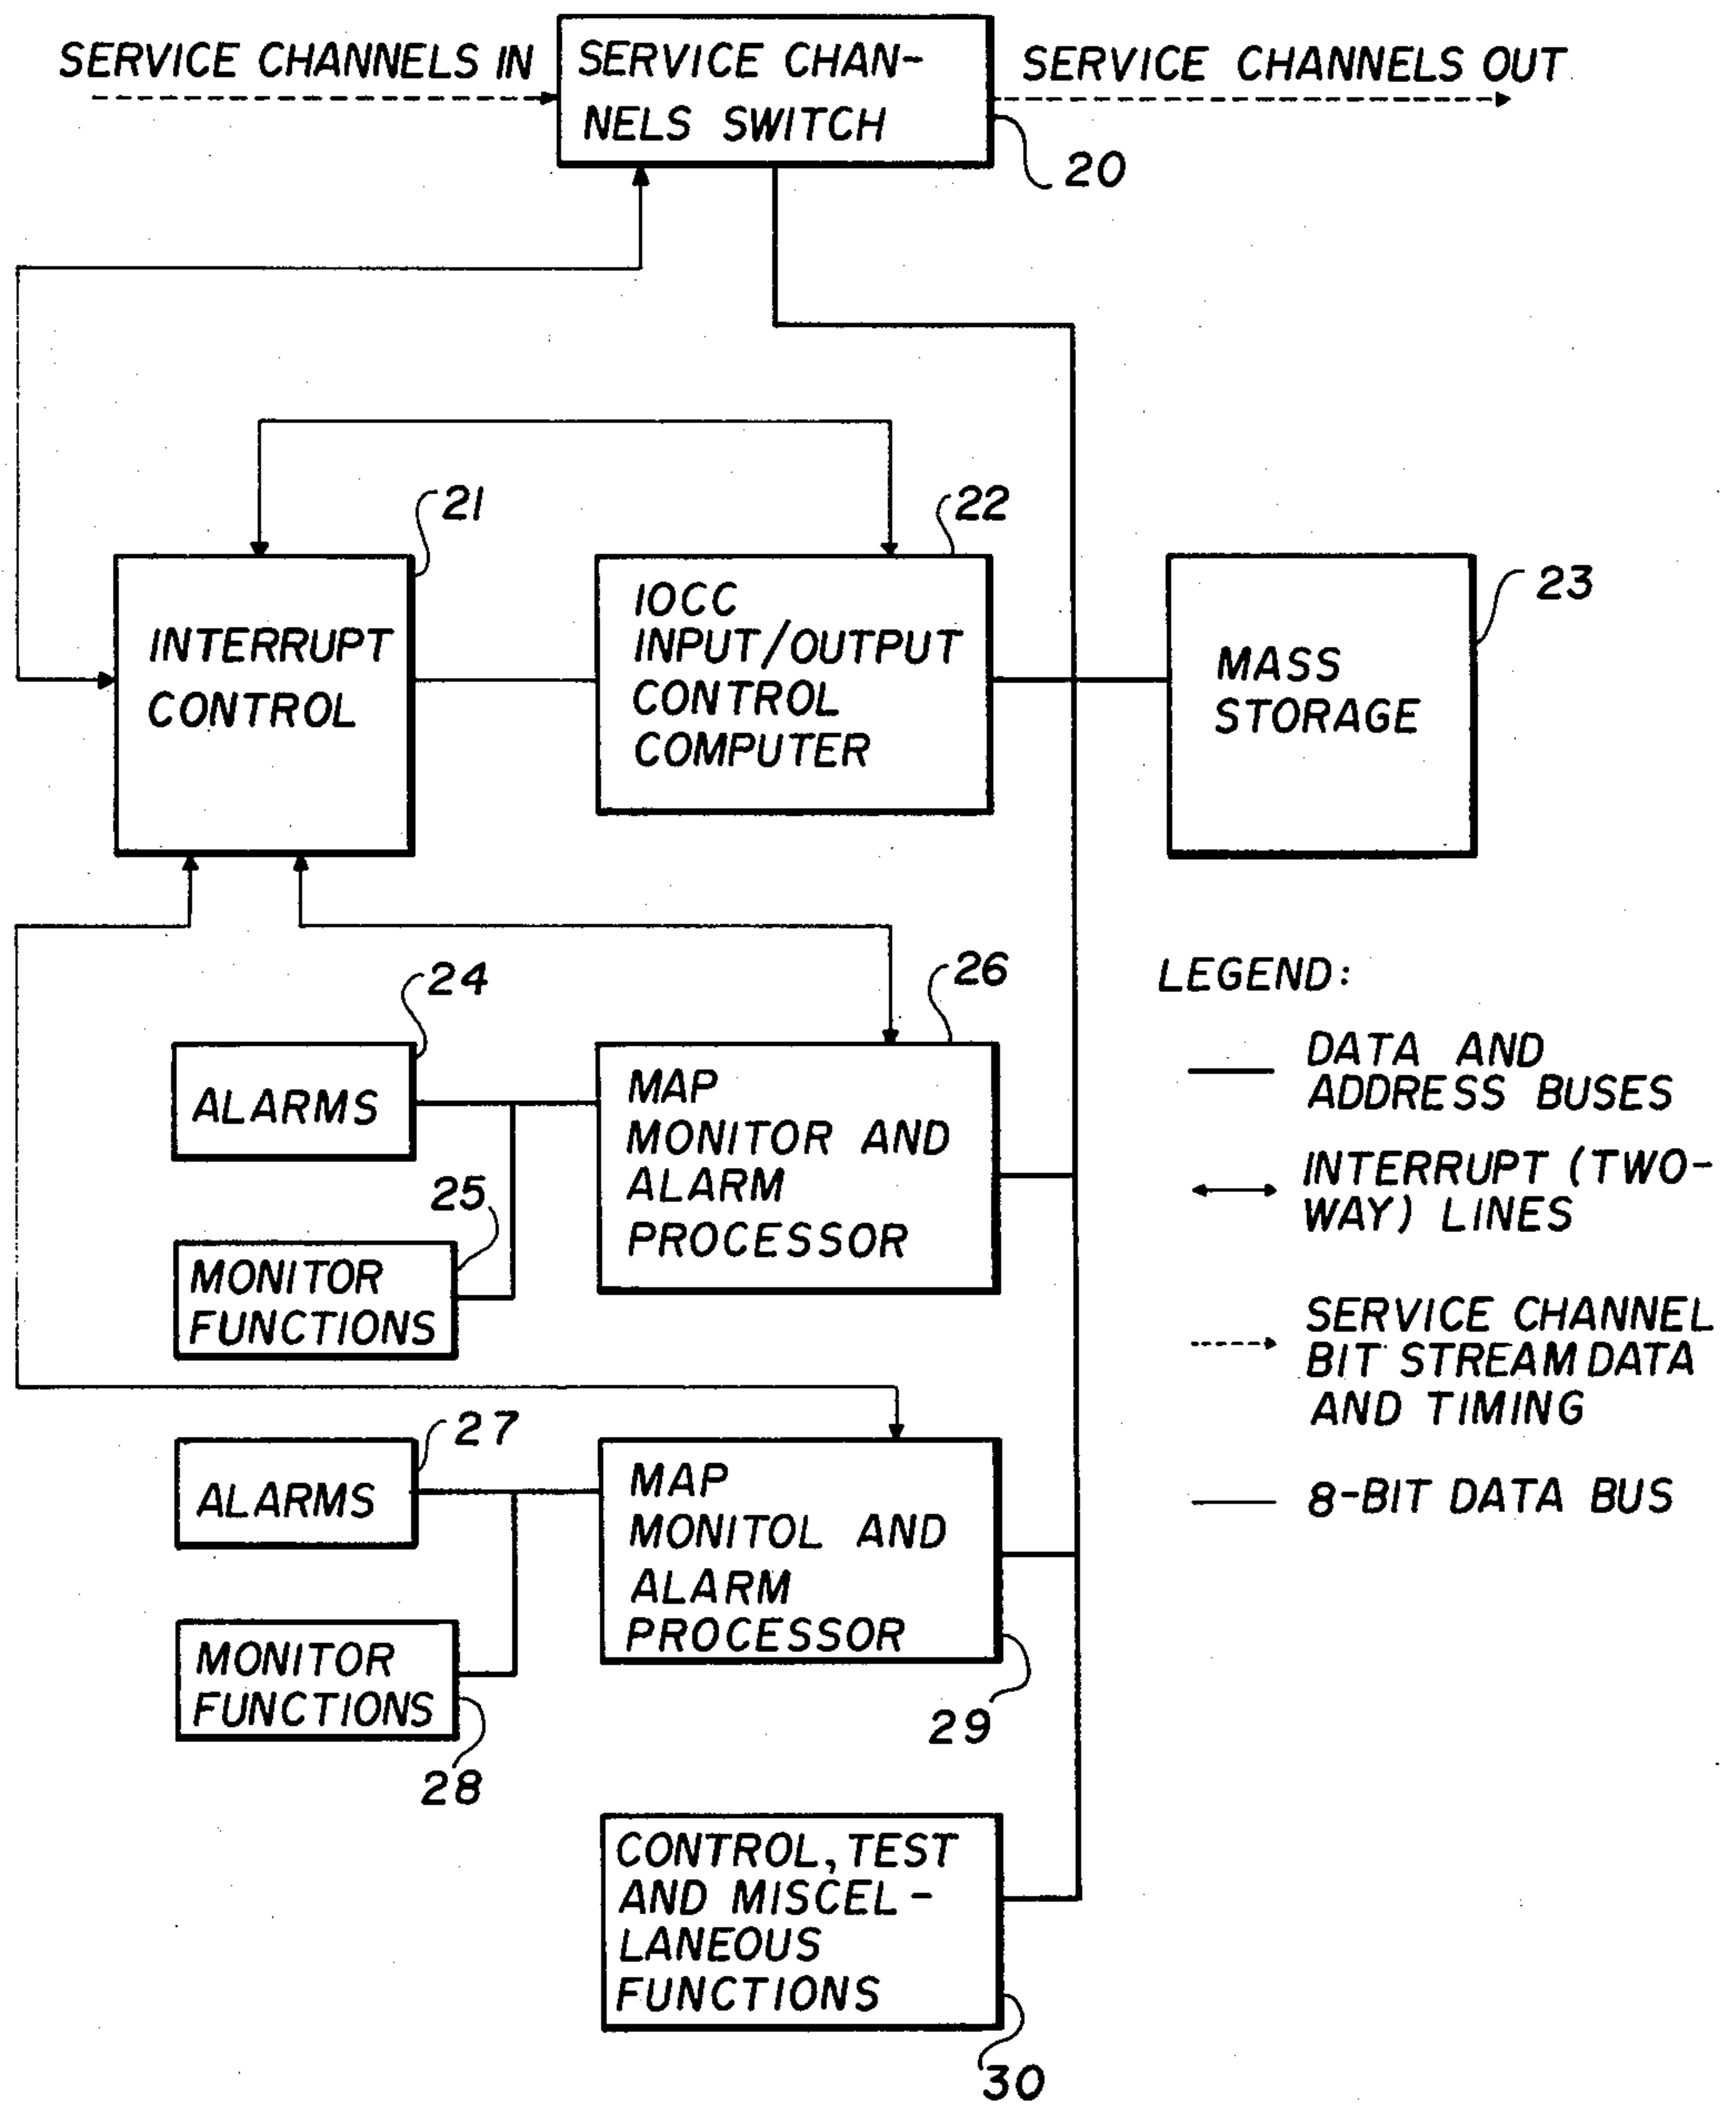 SERVICE CHANNELS IN
SERVICE CHAN-
NELS SWITCH
SERVICE CHANNELS OUT
20
21
INTERRUPT
CONTROL
22
IOCC
INPUT/OUTPUT
CONTROL
COMPUTER
23
MASS
STORAGE
24
ALARMS
25
MONITOR
FUNCTIONS
26
MAP
MONITOR AND
ALARM
PROCESSOR
LEGEND:
DATA AND
ADDRESS BUSES
INTERRUPT (TWO-
WAY) LINES
SERVICE CHANNEL
BIT STREAM DATA
AND TIMING
8-BIT DATA BUS
27
ALARMS
MONITOR
FUNCTIONS
28
MAP
MONITOL AND
ALARM
PROCESSOR
29
CONTROL, TEST
AND MISCEL-
LANEOUS
FUNCTIONS
30